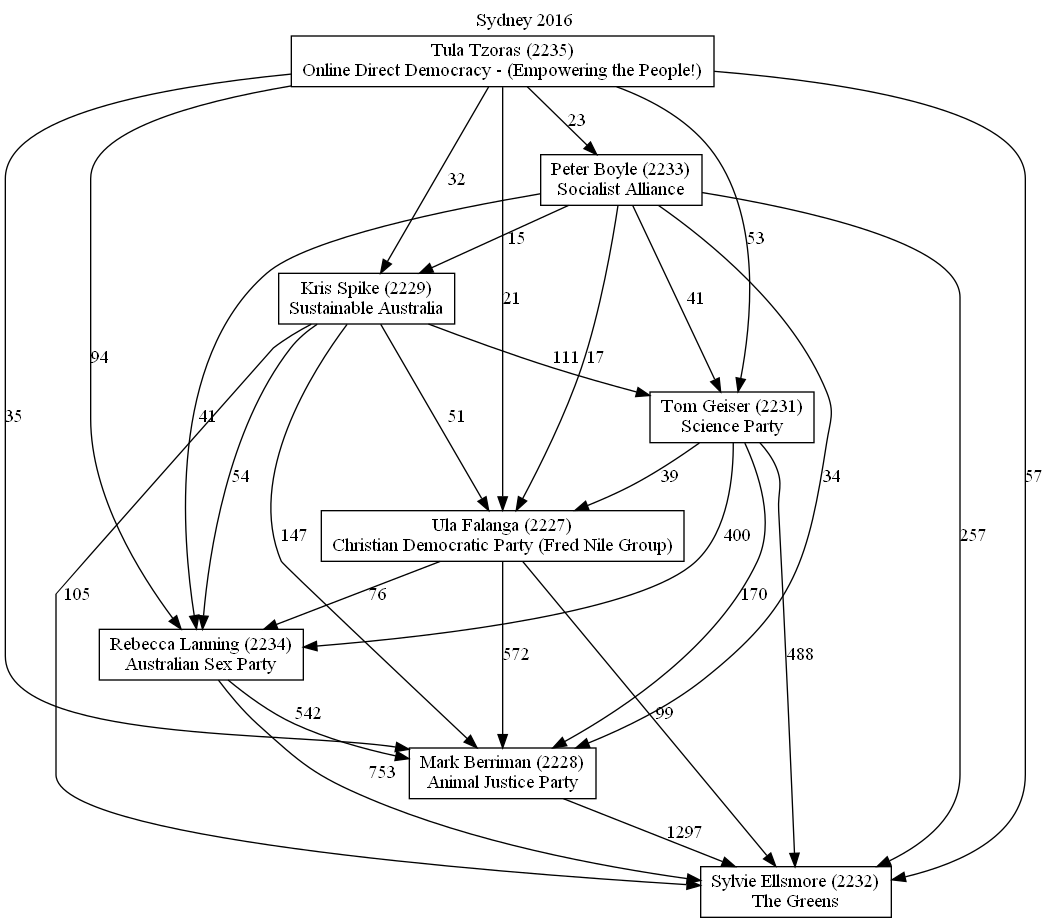 Sydney 2016
Tula Tzoras (2235)
Online Direct Democracy - (Empowering the People!)
23
Peter Boyle (2233)
Socialist Alliance
32
15
53
Kris Spike (2229)
Sustainable Australia
21
41
94
111
17
Tom Geiser (2231)
Science Party
35
41
51
54
39
34
57
Ula Falanga (2227)
Christian Democratic Party (Fred Nile Group)
147
400
257
105
76
170
Rebecca Lanning (2234)
Australian Sex Party
572
488
542
99
Mark Berriman (2228)
Animal Justice Party
753
1297
Sylvie Ellsmore (2232)
The Greens